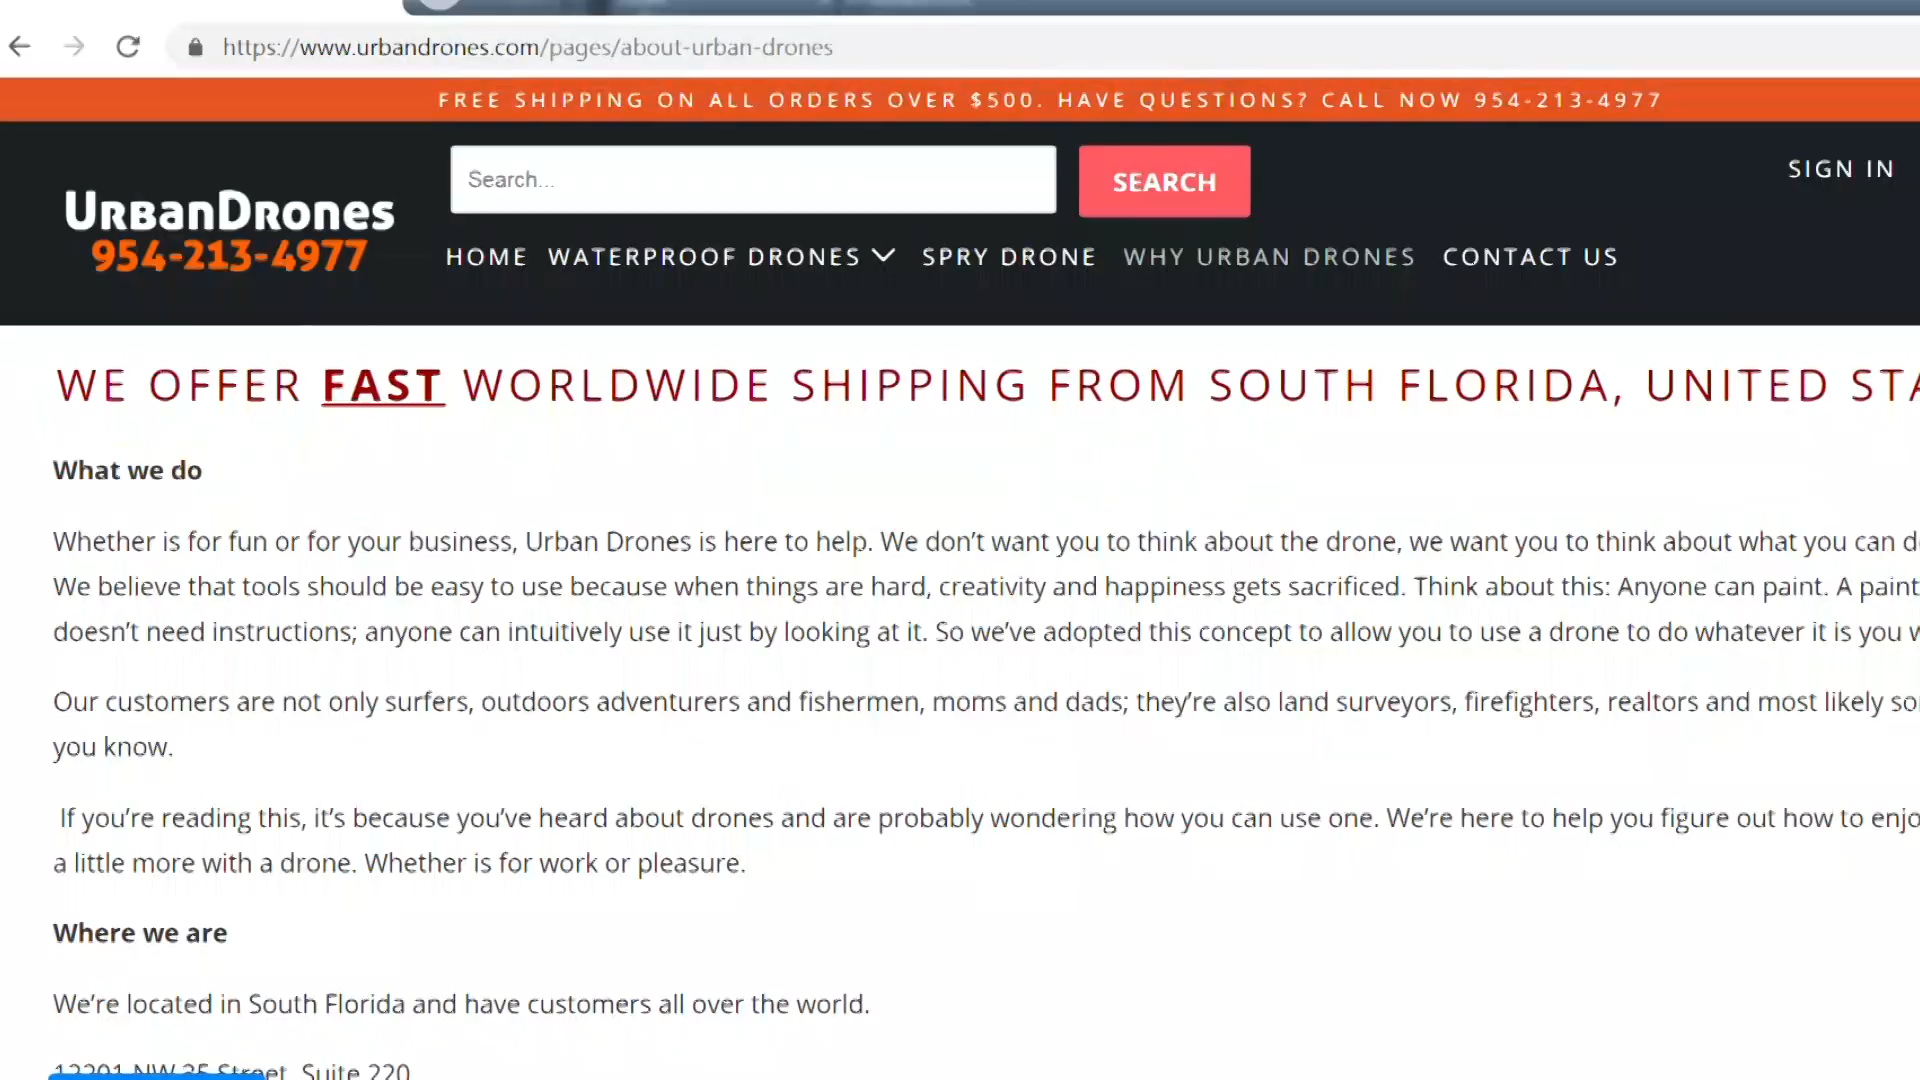 https://www.urbandrones.com/pages/about-urban-drones
FREE SHIPPING ON ALL ORDERS OVER $500. HAVE QUESTIONS? CALL NOW 954-213-4977
Search...
SEARCH
SIGN IN
URBANDRONES
954-213-4977
HOME WATERPROOF DRONES SPRY DRONE WHY URBAN DRONES CONTACT US
WE OFFER FAST WORLDWIDE SHIPPING FROM SOUTH FLORIDA, UNITED STA
What we do
Whether is for fun or for your business, Urban Drones is here to help. We don’t want you to think about the drone, we want you to think about what you can d
We believe that tools should be easy to use because when things are hard, creativity and happiness gets sacrificed. Think about this: Anyone can paint. A paint
doesn’t need instructions; anyone can intuitively use it just by looking at it. So we’ve adopted this concept to allow you to use a drone to do whatever it is you w
Our customers are not only surfers, outdoors adventurers and fishermen, moms and dads; they’re also land surveyors, firefighters, realtors and most likely so
you know.
If you’re reading this, it’s because you’ve heard about drones and are probably wondering how you can use one. We’re here to help you figure out how to enjo
a little more with a drone. Whether is for work or pleasure.
Where we are
We’re located in South Florida and have customers all over the world.
12201 NW 35 Street, Suite 220